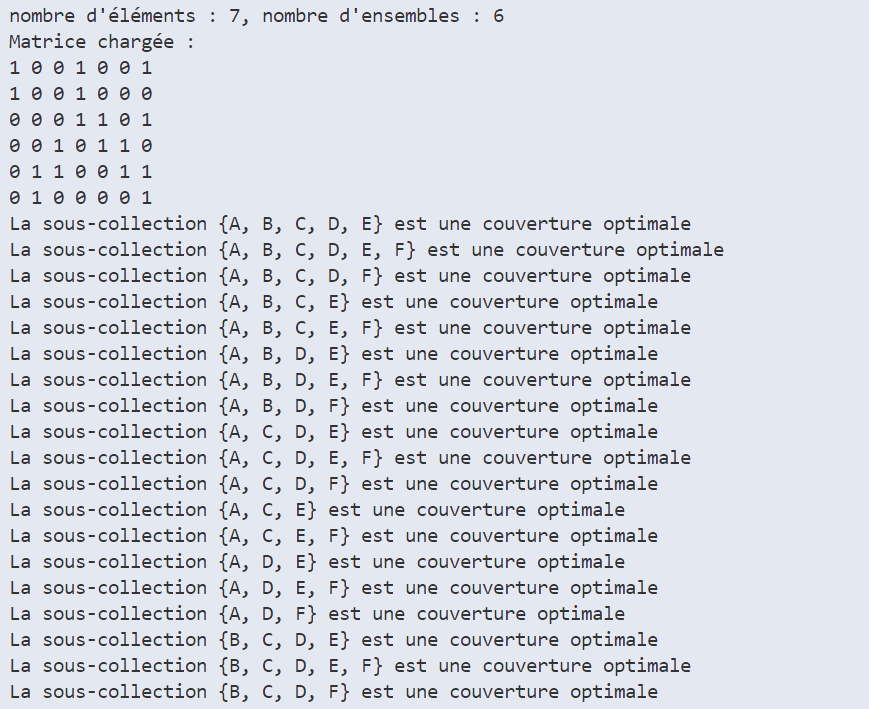 nombre d'éléments : 7, nombre d'ensembles : 6
Matrice chargée :
1 0 0 1 0 0 1
1 0 0 1 0 0 0
0 0 0 1 1 0 1
0 0 1 0 1 1 0
0 1 1 0 0 1 1
0 1 0 0 0 0 1
La sous-collection {A, B, C, D, E} est une couverture optimale
La sous-collection {A, B, C, D, E, F} est une couverture optimale
La sous-collection {A, B, C, D, F} est une couverture optimale
La sous-collection {A, B, C, E} est une couverture optimale
La sous-collection {A, B, C, E, F} est une couverture optimale
La sous-collection {A, B, D, E} est une couverture optimale
La sous-collection {A, B, D, E, F} est une couverture optimale
La sous-collection {A, B, D, F} est une couverture optimale
La sous-collection {A, C, D, E} est une couverture optimale
La sous-collection {A, C, D, E, F} est une couverture optimale
La sous-collection {A, C, D, F} est une couverture optimale
La sous-collection {A, C, E} est une couverture optimale
La sous-collection {A, C, E, F} est une couverture optimale
La sous-collection {A, D, E} est une couverture optimale
La sous-collection {A, D, E, F} est une couverture optimale
La sous-collection {A, D, F} est une couverture optimale
La sous-collection {B, C, D, E} est une couverture optimale
La sous-collection {B, C, D, E, F} est une couverture optimale
La sous-collection {B, C, D, F} est une couverture optimale